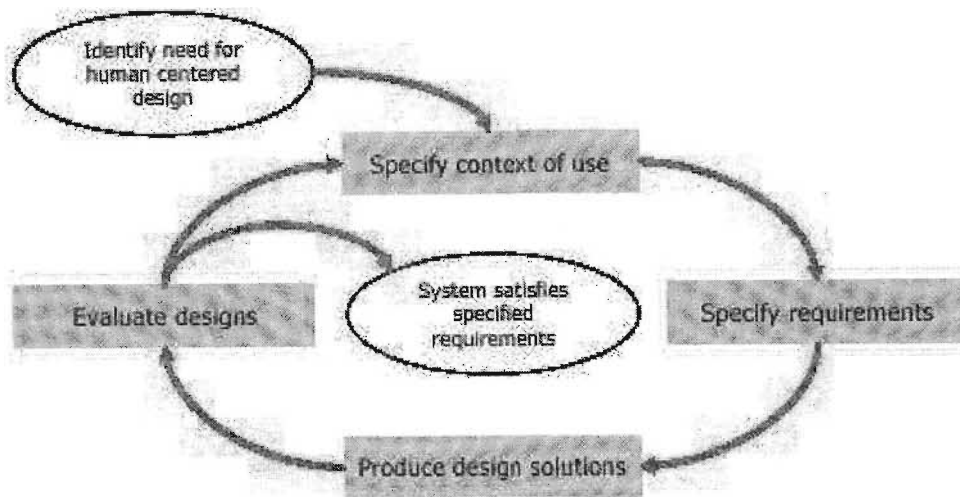 Identify need for
human centered
design
Specify context of use
Evaluate designs
System satisfies
specified
requirements
Specify requirements
Produce design solutions